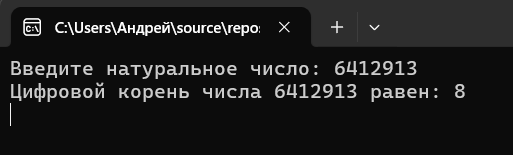 C:\Users\Андрей\source\repo
Введите натуральное число: 6412913
Цифровой корень числа 6412913 равен: 8